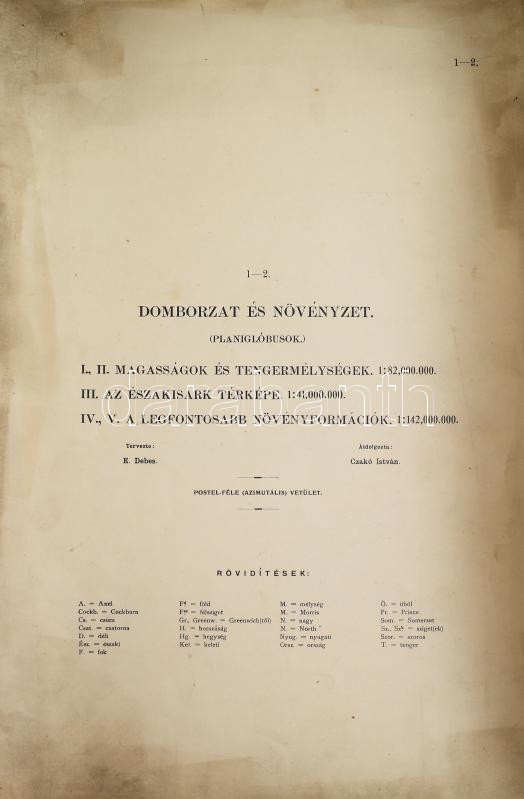 1—2.
1—2.
DOMBORZAT ÉS NÖVÉNYZET.
(PLANIGLÓBUSOK.)
I., II. MAGASSÁGOK ÉS TENGERMÉLYSÉGEK. 1:82,000.000.
III. AZ ÉSZAKISARK TÉRKÉPE. 1:41,000.000.
IV., V. A LEGFONTOSABB NÖVÉNYFORMÁCIÓK. 1:142,000.000.
darabanth
Tervezte: Átdolgozta:
E. Debes. Czakó István.
POSTEL-FÉLE (AZIMUTÁLIS) VETÜLET.
RÖVIDÍTÉSEK:
A. = Axel
Cockb. = Cockburn
Cs. = csúcs
Csat. = csatorna
D. = déli
Ész. = északi
F. = fok
Fd = föld
Fsz = félsziget
Gr., Greenw. = Greenwich(től)
H. = hosszúság
Hg. = hegység
Kel. = keleti
M. = mélység
M. = Morris
N. = nagy
N. = North
Nyug. = nyugati
Orsz. = ország
Ö. = öböl
Pr. = Prince
Som. = Somerset
Sz., Szk = sziget(ek)
Szor. = szoros
T. = tenger